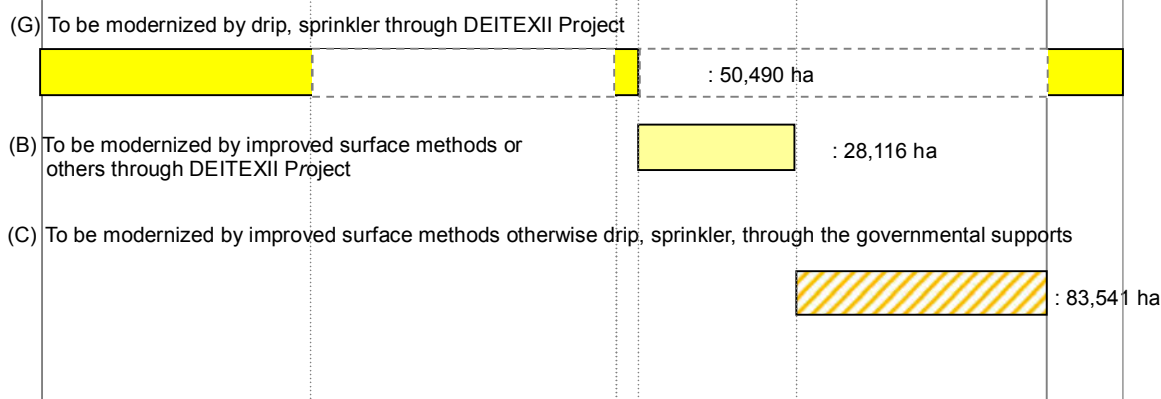 (G) To be modernized by drip, sprinkler through DEITEXII Project
: 50,490 ha
(B) To be modernized by improved surface methods or
others through DEITEXII Project
: 28,116 ha
(C) To be modernized by improved surface methods otherwise drip, sprinkler, through the governmental supports
: 83,541 ha